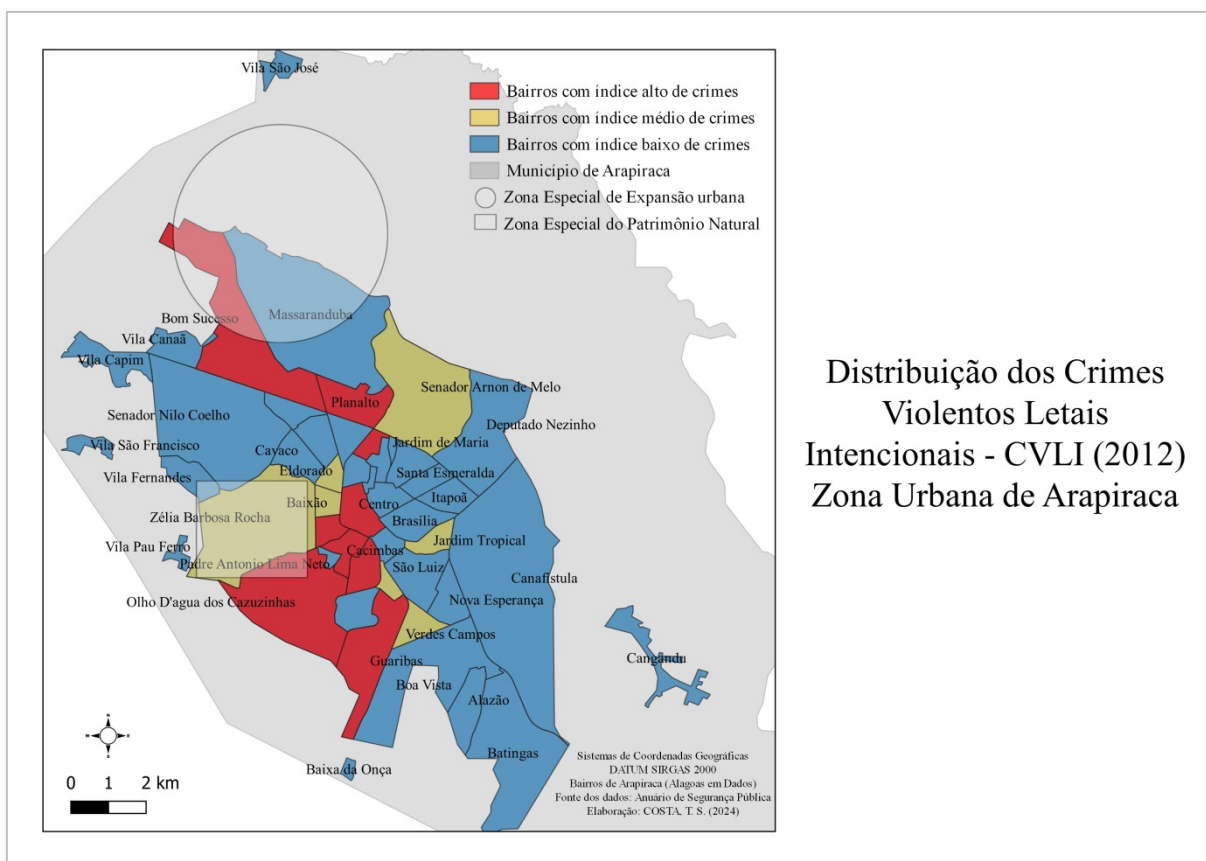 Vila São José
Bairros com índice alto de crimes
Bairros com índice médio de crimes
Bairros com índice baixo de crimes
Município de Arapiraca
Zona Especial de Expansão urbana
Zona Especial do Patrimônio Natural
Bom Sucesso
Massaranduba
Vila Canaã
Vila Capim
Planalto
Senador Arnon de Melo
Senador Nilo Coelho
Deputado Nezinho
Vila São Francisco
Cavaco
Jardim de Maria
Vila Fernandes
Eldorado
Santa Esmeralda
Baixão
Centro
Itapoã
Zélia Barbosa Rocha
Brasília
Vila Pau Ferro
Cacimbas
Jardim Tropical
Padre Antonio Lima Neto
São Luiz
Canafístula
Olho D'agua dos Cazuzinhas
Nova Esperança
Verdes Campos
Guaribas
Cangandu
Boa Vista
Alazão
Batingas
Baixa da Onça
0 1 2 km
Sistemas de Coordenadas Geográficas
DATUM SIRGAS 2000
Bairros de Arapiraca (Alagoas em Dados)
Fonte dos dados: Anuário de Segurança Pública
Elaboração: COSTA, T. S. (2024)
Distribuição dos Crimes
Violentos Letais
Intencionais - CVLI (2012)
Zona Urbana de Arapiraca